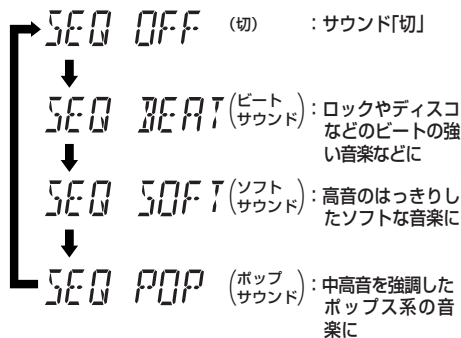 SEQ OFF (切) :サウンド「切」
SEQ BEAT (ビートサウンド) :ロックやディスコ
などのビートの強
い音楽などに
SEQ SOFT (ソフトサウンド) :高音のはっきりし
たソフトな音楽に
SEQ POP (ポップサウンド) :中高音を強調した
ポップス系の音
楽に